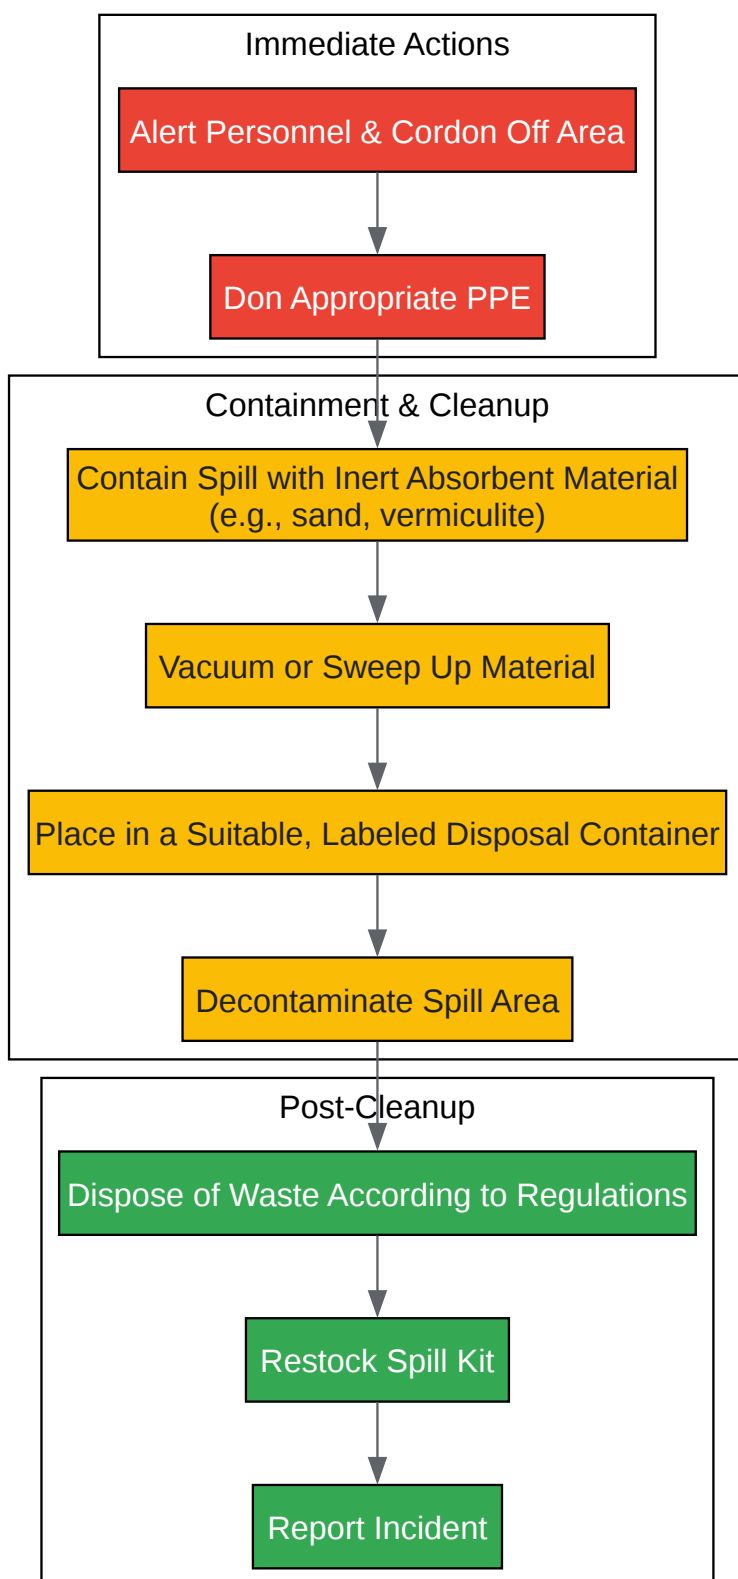 Immediate Actions
Alert Personnel & Cordon Off Area
Don Appropriate PPE
Containment & Cleanup
Contain Spill with Inert Absorbent Material
(e.g., sand, vermiculite)
Vacuum or Sweep Up Material
Place in a Suitable, Labeled Disposal Container
Decontaminate Spill Area
Post-Cleanup
Dispose of Waste According to Regulations
Restock Spill Kit
Report Incident